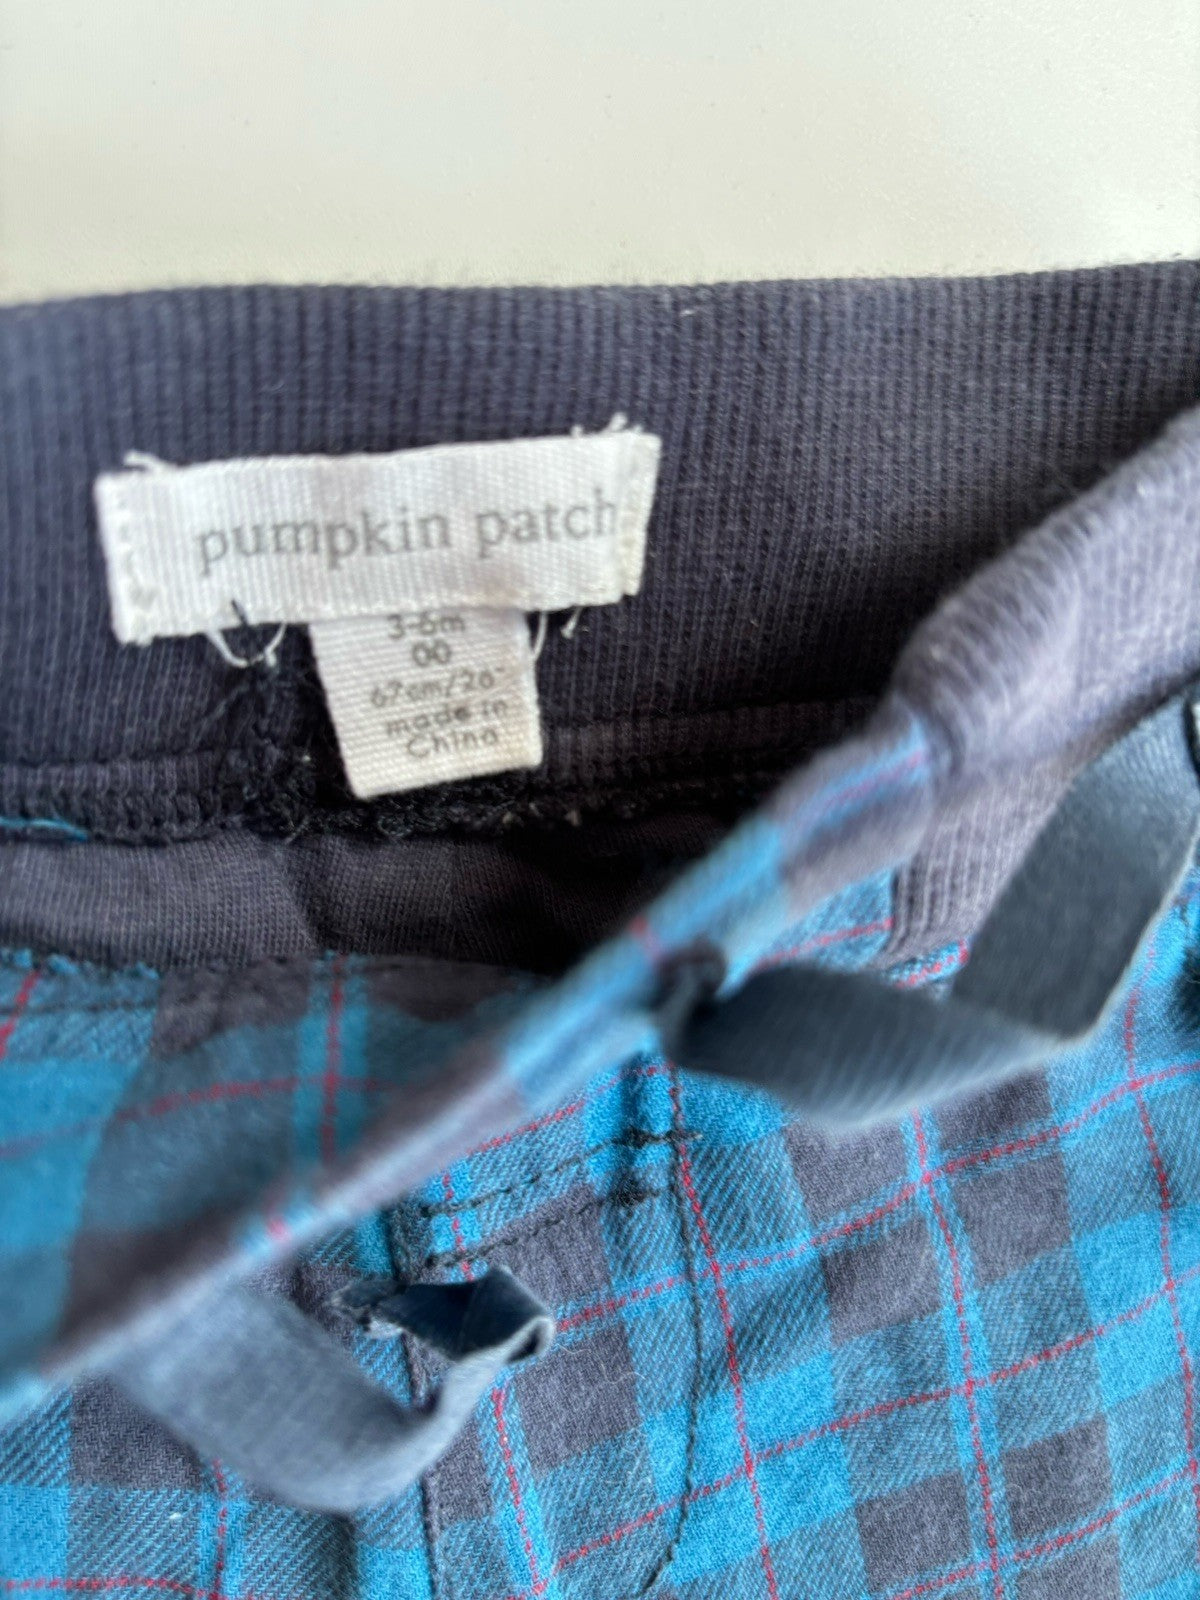 pumpkin patch
3-6m
00
67cm/26"
made in
China